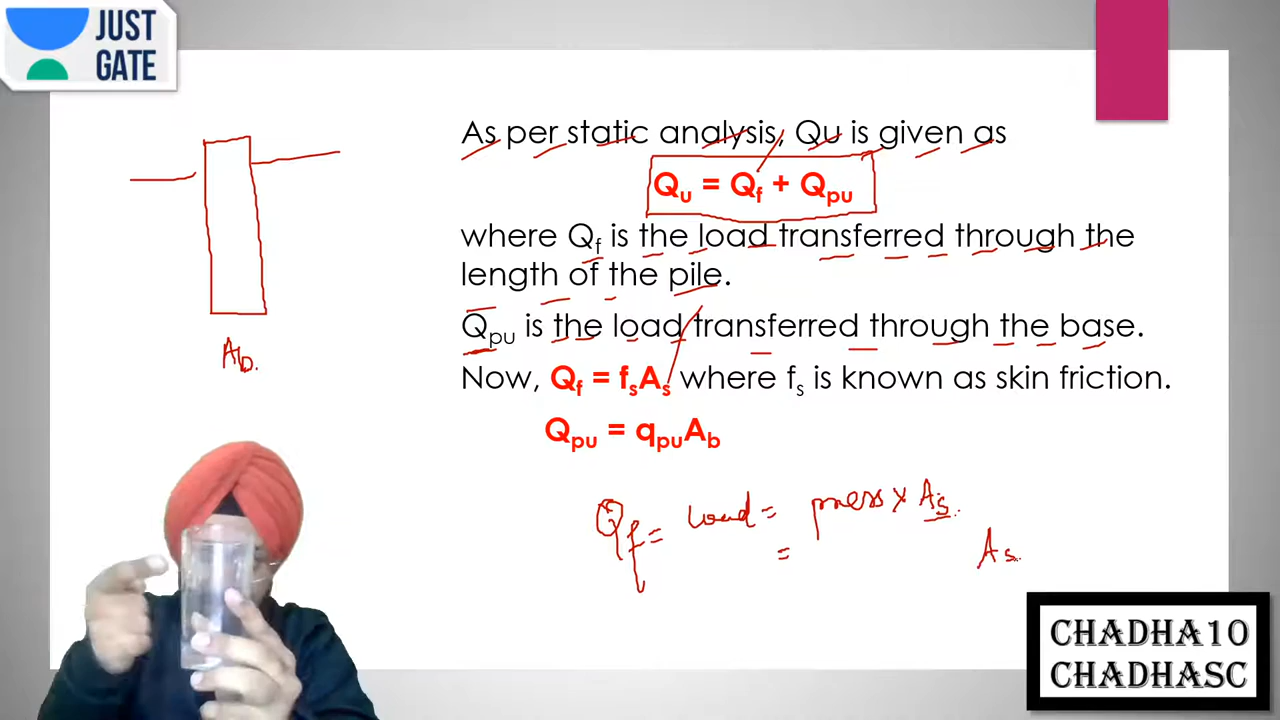 JUST
GATE
As per static analysis, Qu is given as
Qu = Qf + Qpu
where Qf is the load transferred through the
length of the pile.
Qpu is the load transferred through the base.
Now, Qf = fsAs where fs is known as skin friction.
Qpu = qpuAb
Ab.
Qf = load = press × As.
=
As.
CHADHA10
CHADHASC